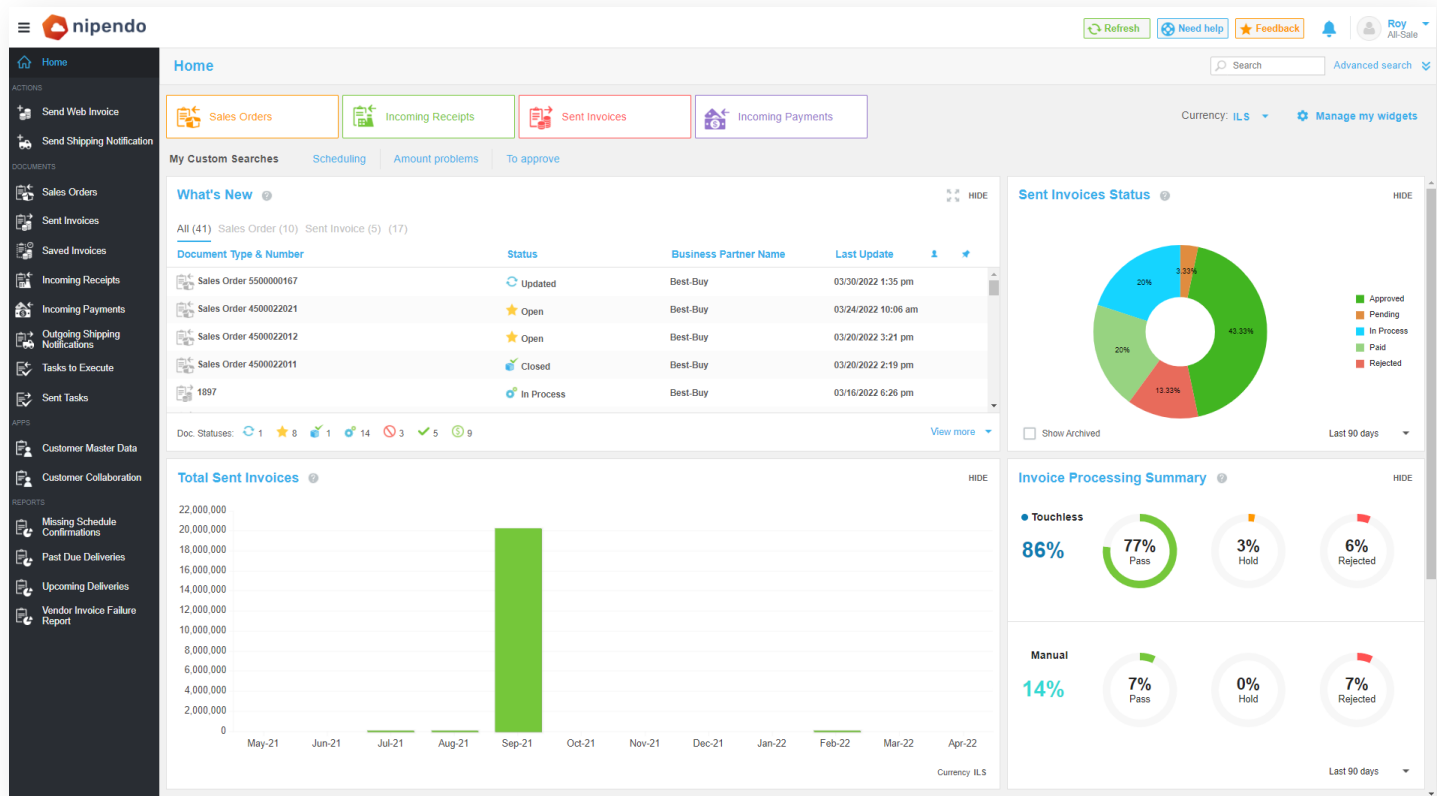 nipendo
Refresh
Need help
Feedback
Roy
All-Sale
Home
ACTIONS
Send Web Invoice
Send Shipping Notification
DOCUMENTS
Sales Orders
Sent Invoices
Saved Invoices
Incoming Receipts
Incoming Payments
Outgoing Shipping
Notifications
Tasks to Execute
Sent Tasks
APPS
Customer Master Data
Customer Collaboration
REPORTS
Missing Schedule
Confirmations
Past Due Deliveries
Upcoming Deliveries
Vendor Invoice Failure
Report
Home
Search
Advanced search
Sales Orders
Incoming Receipts
Sent Invoices
Incoming Payments
Currency: ILS
Manage my widgets
My Custom Searches Scheduling Amount problems To approve
What's New
HIDE
All (41) Sales Order (10) Sent Invoice (5) (17)
Document Type & Number Status Business Partner Name Last Update
Sales Order 5500000167 Updated Best-Buy 03/30/2022 1:35 pm
Sales Order 4500022021 Open Best-Buy 03/24/2022 10:06 am
Sales Order 4500022012 Open Best-Buy 03/20/2022 3:21 pm
Sales Order 4500022011 Closed Best-Buy 03/20/2022 2:19 pm
1897 In Process Best-Buy 03/16/2022 6:26 pm
Doc. Statuses: 1 8 1 14 3 5 9
View more
Sent Invoices Status
HIDE
3.33%
20%
43.33%
20%
13.33%
Approved
Pending
In Process
Paid
Rejected
Show Archived
Last 90 days
Total Sent Invoices
HIDE
22,000,000
20,000,000
18,000,000
16,000,000
14,000,000
12,000,000
10,000,000
8,000,000
6,000,000
4,000,000
2,000,000
0
May-21 Jun-21 Jul-21 Aug-21 Sep-21 Oct-21 Nov-21 Dec-21 Jan-22 Feb-22 Mar-22 Apr-22
Currency ILS
Invoice Processing Summary
HIDE
Touchless
86%
77%
Pass
3%
Hold
6%
Rejected
Manual
14%
7%
Pass
0%
Hold
7%
Rejected
Last 90 days